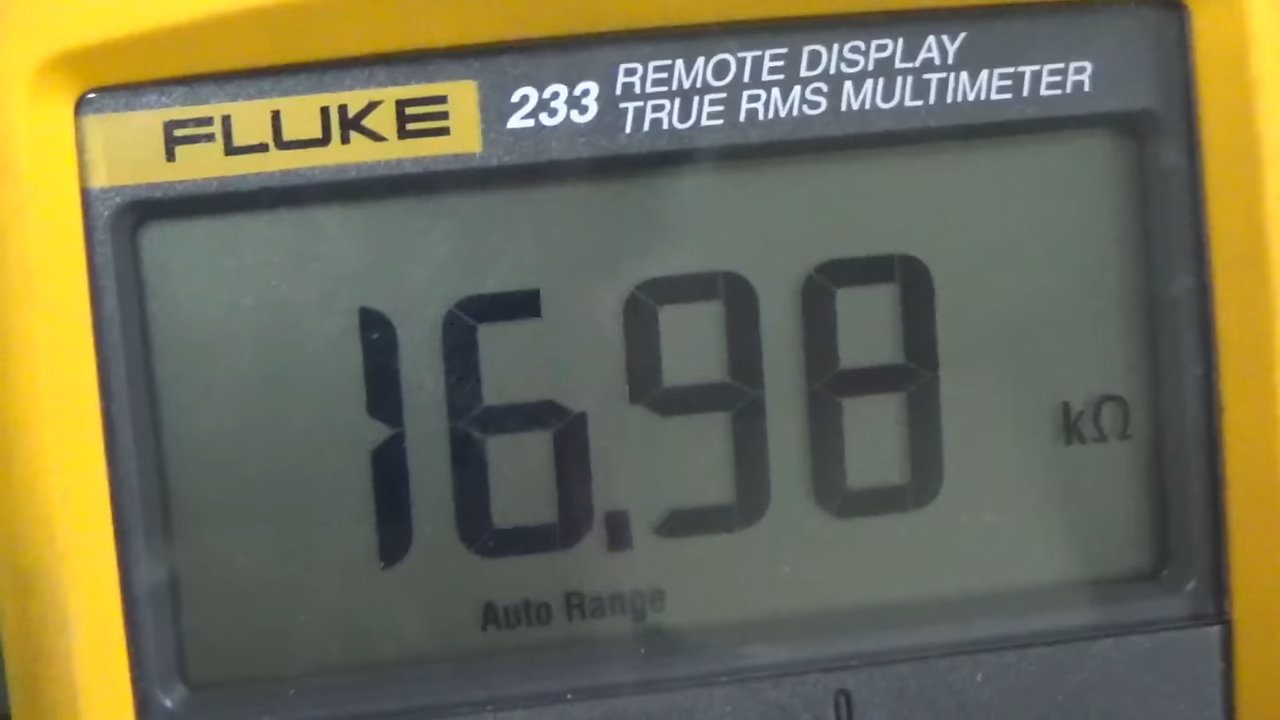 FLUKE 233 REMOTE DISPLAY
TRUE RMS MULTIMETER
16.98 kΩ
Auto Range